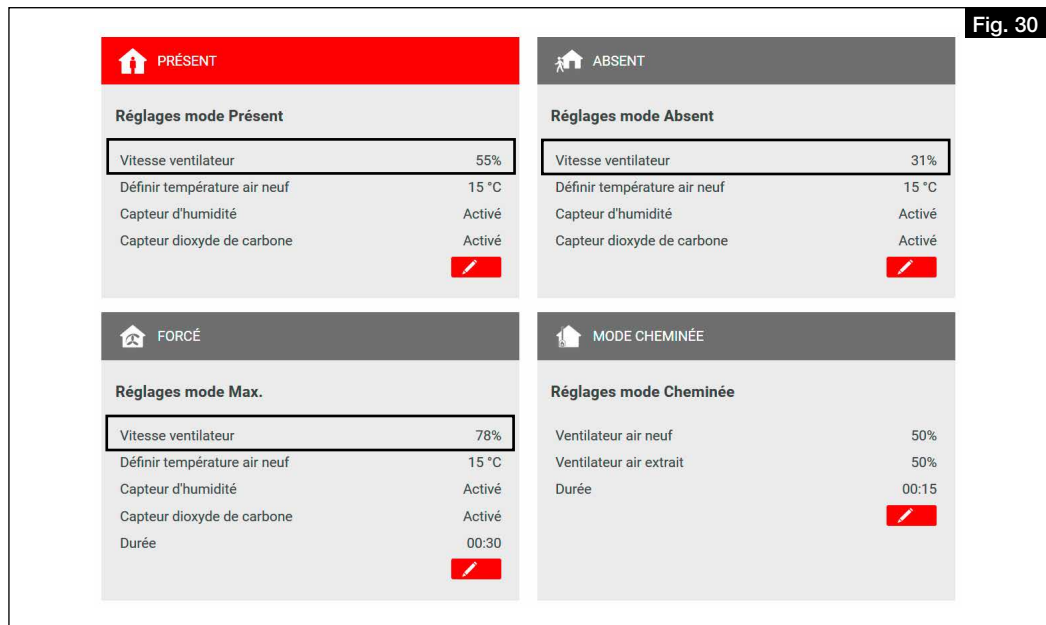 Fig. 30
PRÉSENT
Réglages mode Présent
Vitesse ventilateur 55%
Définir température air neuf 15 °C
Capteur d'humidité Activé
Capteur dioxyde de carbone Activé
ABSENT
Réglages mode Absent
Vitesse ventilateur 31%
Définir température air neuf 15 °C
Capteur d'humidité Activé
Capteur dioxyde de carbone Activé
FORCÉ
Réglages mode Max.
Vitesse ventilateur 78%
Définir température air neuf 15 °C
Capteur d'humidité Activé
Capteur dioxyde de carbone Activé
Durée 00:30
MODE CHEMINÉE
Réglages mode Cheminée
Ventilateur air neuf 50%
Ventilateur air extrait 50%
Durée 00:15